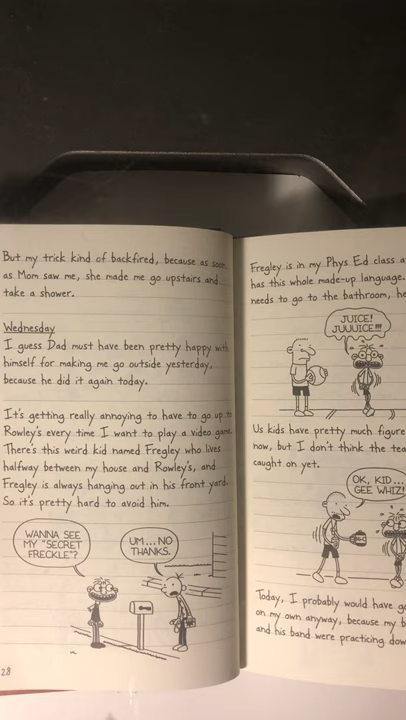 But my trick kind of backfired, because as soon
as Mom saw me, she made me go upstairs and
take a shower.
Wednesday
I guess Dad must have been pretty happy with
himself for making me go outside yesterday,
because he did it again today.
It's getting really annoying to have to go up to
Rowley's every time I want to play a video game.
There's this weird kid named Fregley who lives
halfway between my house and Rowley's, and
Fregley is always hanging out in his front yard.
So it's pretty hard to avoid him.
WANNA SEE
MY "SECRET
FRECKLE"?
UM...NO
THANKS.
28
Fregley is in my Phys Ed class a
has this whole made-up language.
needs to go to the bathroom, he
JUICE!
JUUUICE!!!
Us kids have pretty much figure
now, but I don't think the tea
caught on yet.
OK, KID...
GEE WHIZ!
Today, I probably would have go
on my own anyway, because my b
and his band were practicing dow